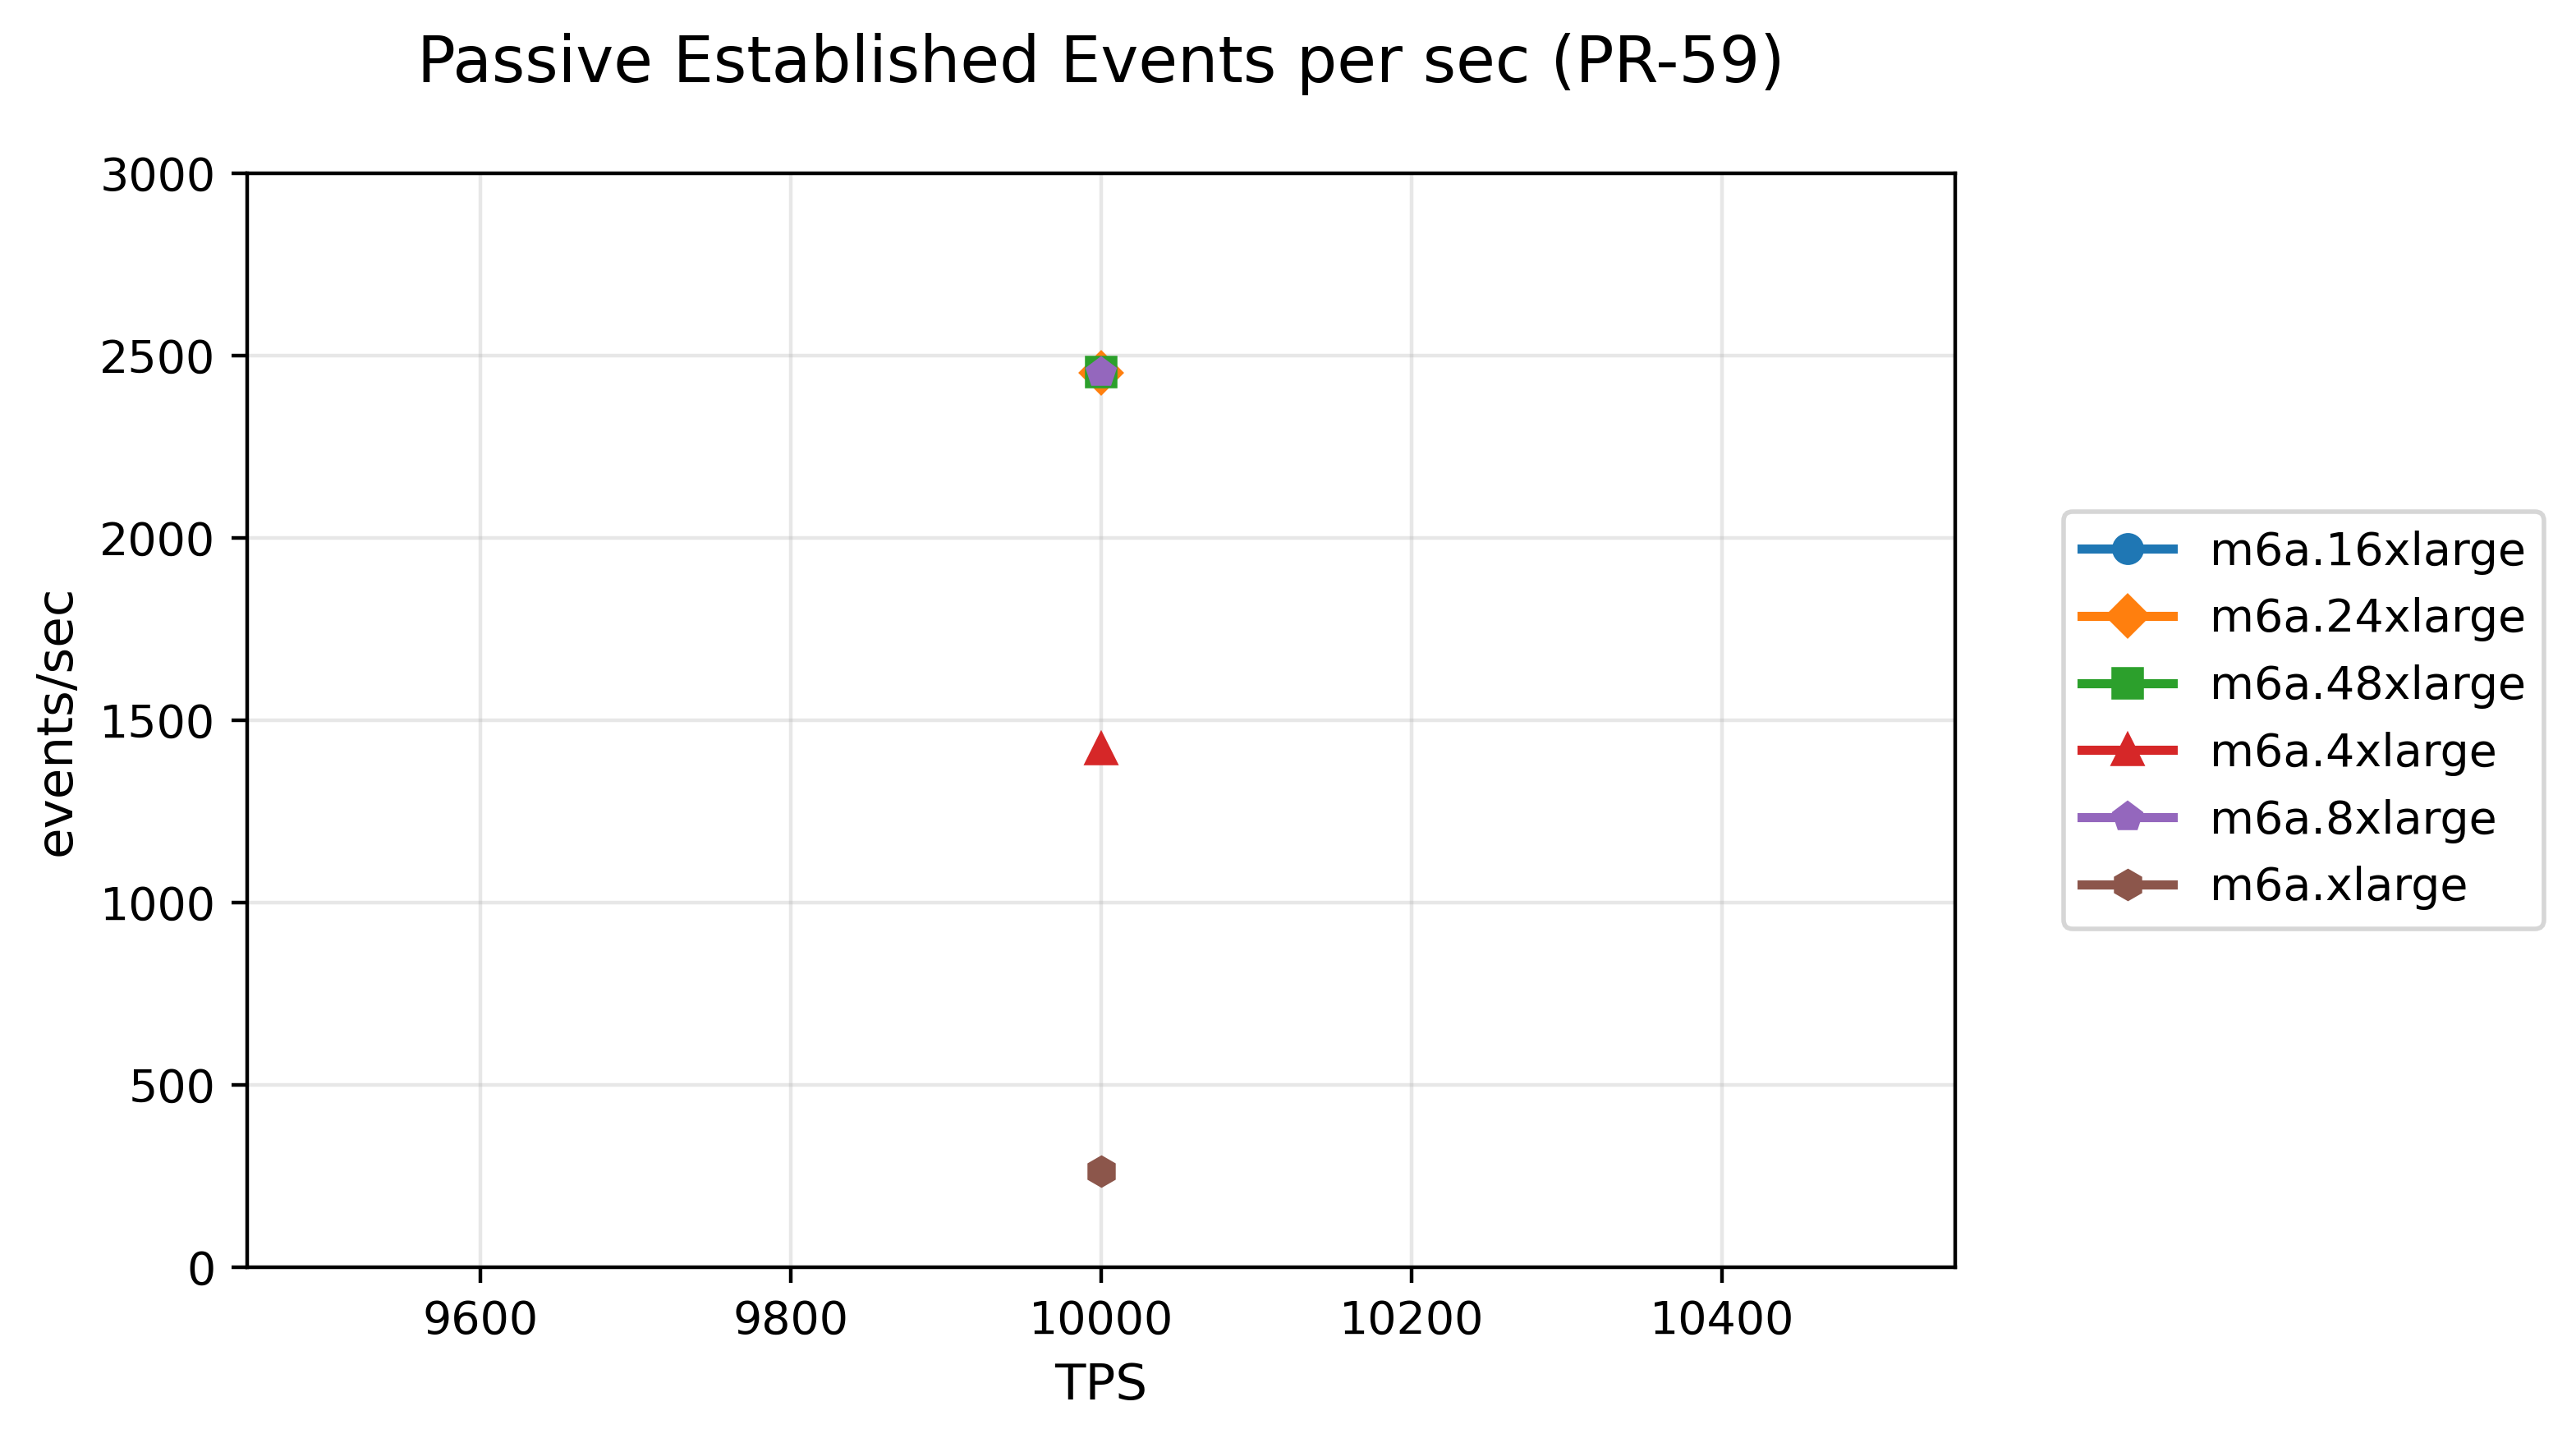 Passive Established Events per sec (PR-59)
3000
2500
2000
1500
1000
500
0
events/sec
9600 9800 10000 10200 10400
TPS
m6a.16xlarge
m6a.24xlarge
m6a.48xlarge
m6a.4xlarge
m6a.8xlarge
m6a.xlarge